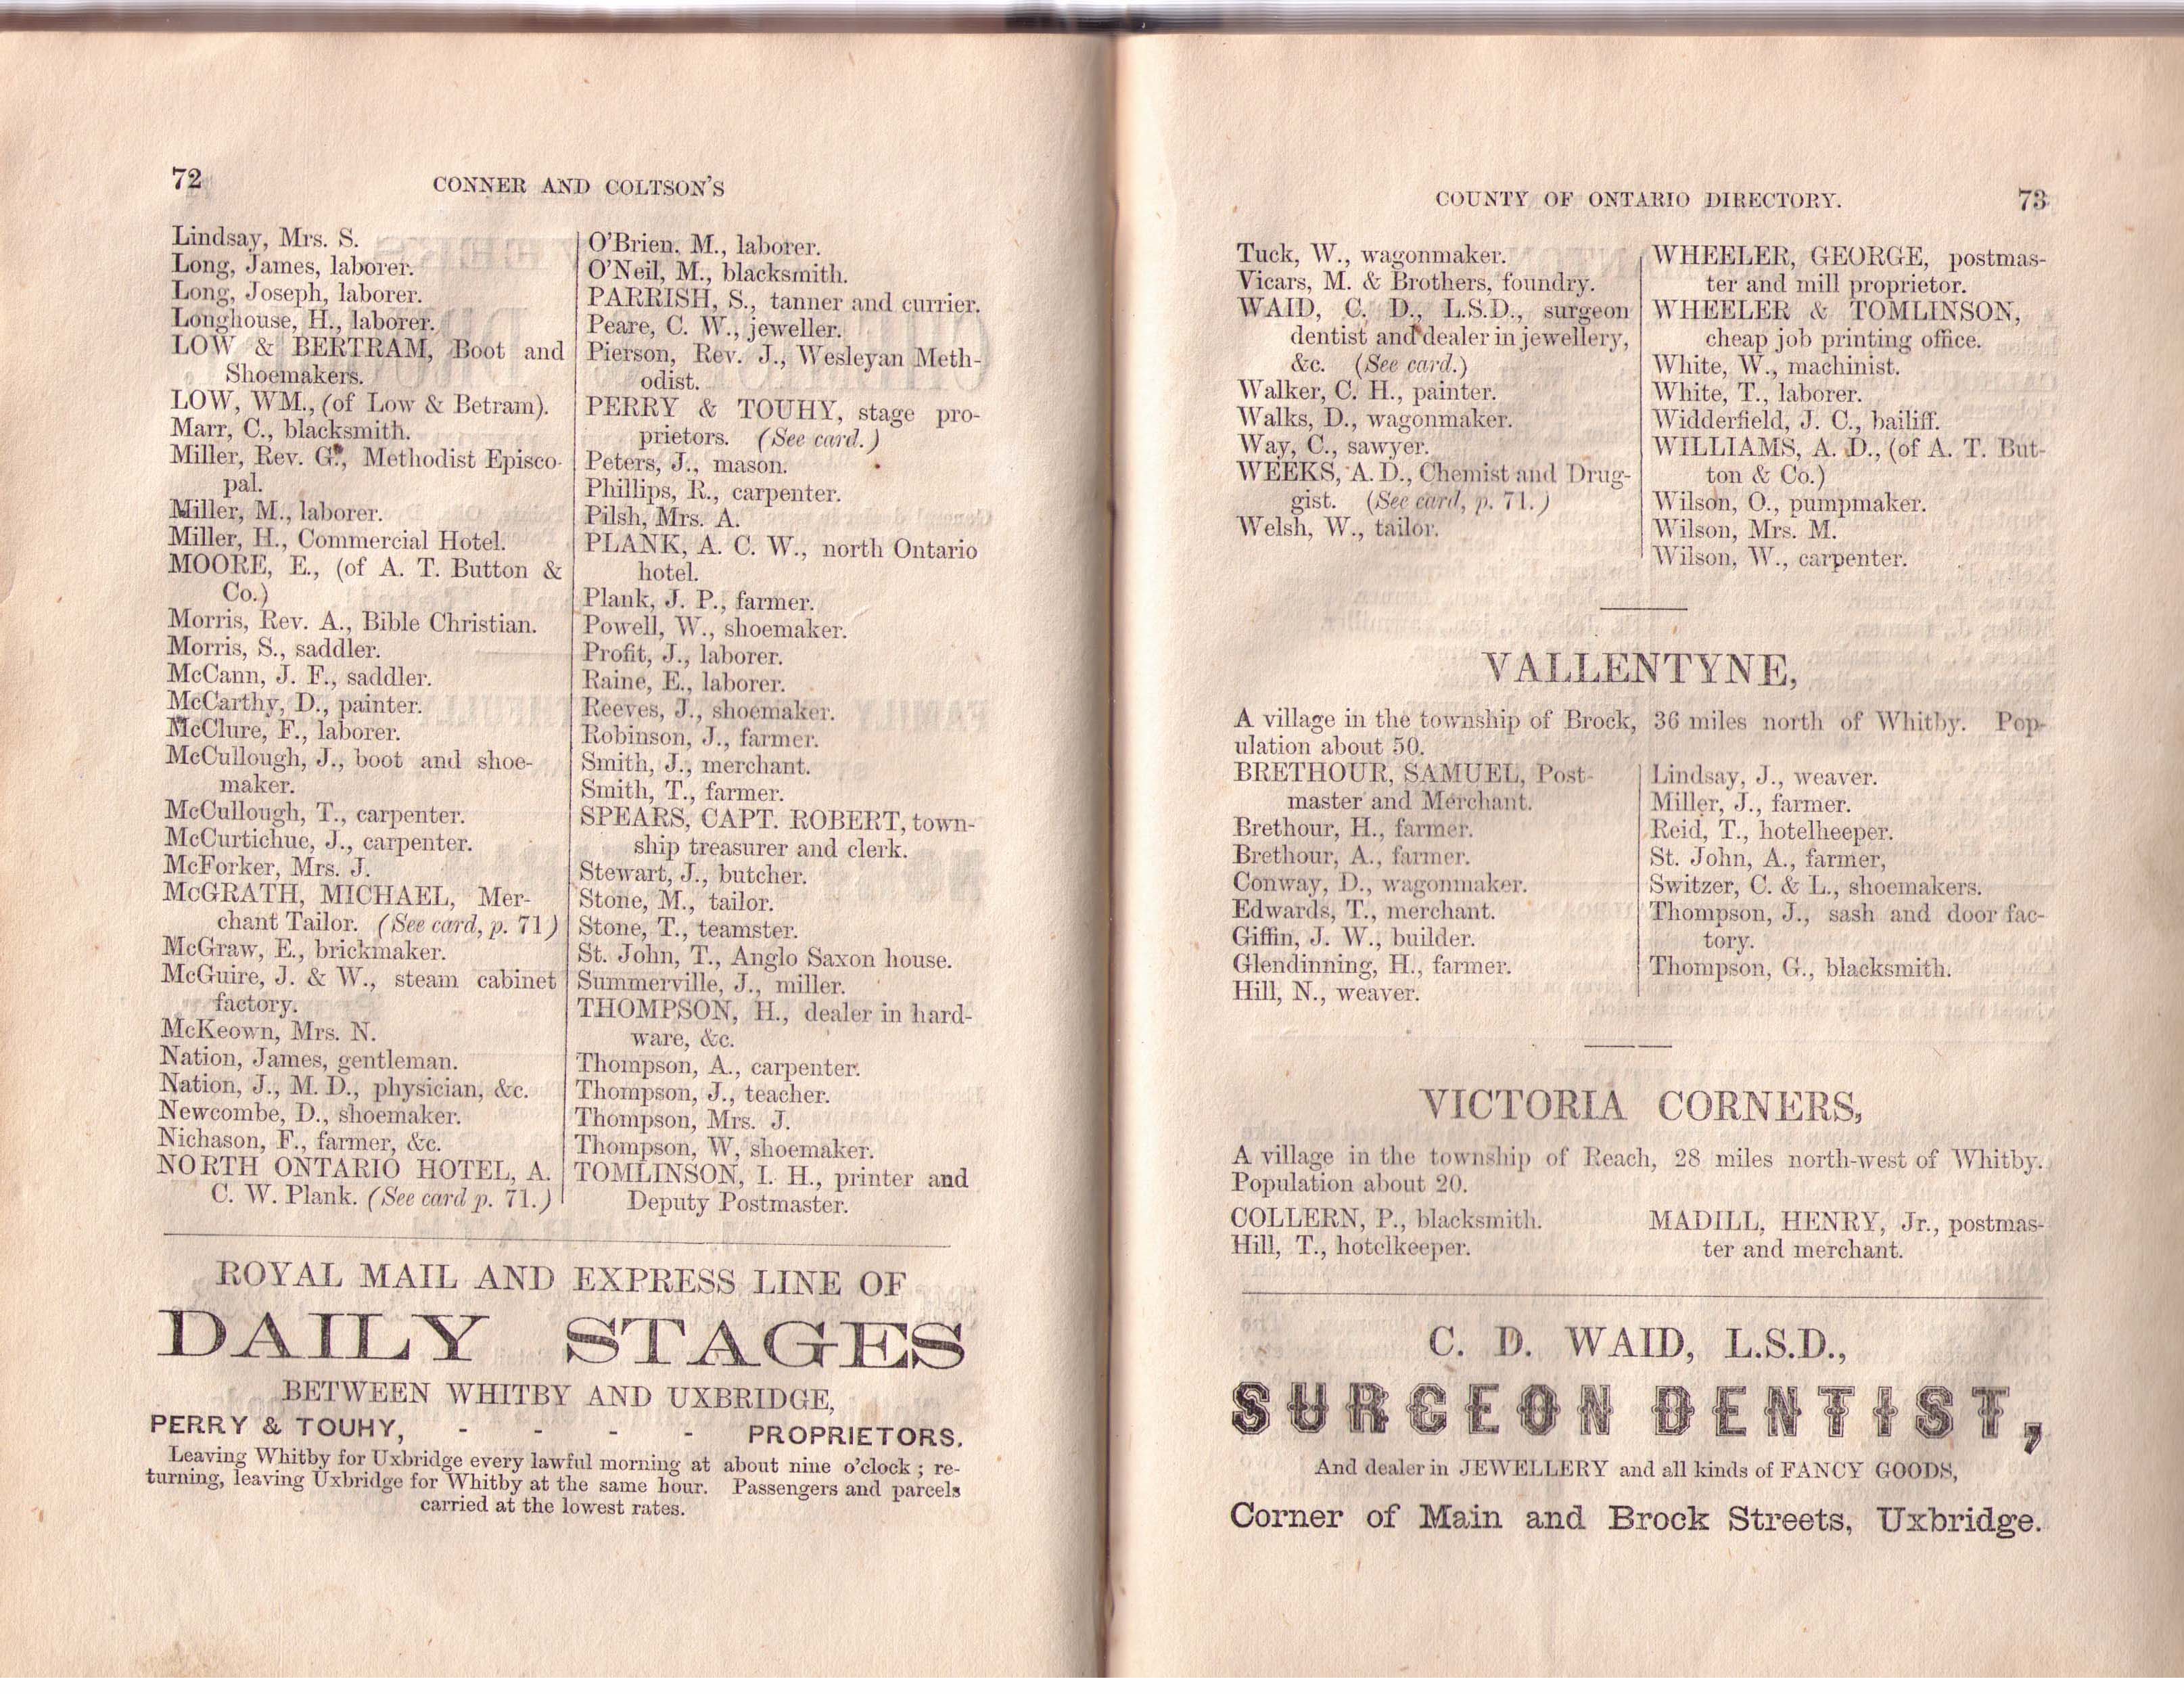 72
CONNER AND COLTSON'S
Lindsay, Mrs. S.
Long, James, laborer.
Long, Joseph, laborer.
Longhouse, H., laborer.
LOW & BERTRAM, Boot and
Shoemakers.
LOW, WM., (of Low & Betram).
Marr, C., blacksmith.
Miller, Rev. G., Methodist Episco-
pal.
Miller, M., laborer.
Miller, H., Commercial Hotel.
MOORE, E., (of A. T. Button &
Co.)
Morris, Rev. A., Bible Christian.
Morris, S., saddler.
McCann, J. F., saddler.
McCarthy, D., painter.
McClure, F., laborer.
McCullough, J., boot and shoe-
maker.
McCullough, T., carpenter.
McCurtichue, J., carpenter.
McForker, Mrs. J.
McGRATH, MICHAEL, Mer-
chant Tailor. (See card, p. 71)
McGraw, E., brickmaker.
McGuire, J. & W., steam cabinet
factory.
McKeown, Mrs. N.
Nation, James, gentleman.
Nation, J., M. D., physician, &c.
Newcombe, D., shoemaker.
Nichason, F., farmer, &c.
NORTH ONTARIO HOTEL, A.
C. W. Plank. (See card p. 71.)
O'Brien. M., laborer.
O'Neil, M., blacksmith.
PARRISH, S., tanner and currier.
Peare, C. W., jeweller.
Pierson, Rev. J., Wesleyan Meth-
odist.
PERRY & TOUHY, stage pro-
prietors. (See card.)
Peters, J., mason.
Phillips, R., carpenter.
Pilsh, Mrs. A.
PLANK, A. C. W., north Ontario
hotel.
Plank, J. P., farmer.
Powell, W., shoemaker.
Profit, J., laborer.
Raine, E., laborer.
Reeves, J., shoemaker.
Robinson, J., farmer.
Smith, J., merchant.
Smith, T., farmer.
SPEARS, CAPT. ROBERT, town-
ship treasurer and clerk.
Stewart, J., butcher.
Stone, M., tailor.
Stone, T., teamster.
St. John, T., Anglo Saxon house.
Summerville, J., miller.
THOMPSON, H., dealer in hard-
ware, &c.
Thompson, A., carpenter.
Thompson, J., teacher.
Thompson, Mrs. J.
Thompson, W, shoemaker.
TOMLINSON, I. H., printer and
Deputy Postmaster.
ROYAL MAIL AND EXPRESS LINE OF
DAILY STAGES
BETWEEN WHITBY AND UXBRIDGE,
PERRY & TOUHY, - - - - PROPRIETORS.
Leaving Whitby for Uxbridge every lawful morning at about nine o'clock; re-
turning, leaving Uxbridge for Whitby at the same hour. Passengers and parcels
carried at the lowest rates.
COUNTY OF ONTARIO DIRECTORY. 73
Tuck, W., wagonmaker.
Vicars, M. & Brothers, foundry.
WAID, C. D., L.S.D., surgeon
dentist and dealer in jewellery,
&c. (See card.)
Walker, C. H., painter.
Walks, D., wagonmaker.
Way, C., sawyer.
WEEKS, A. D., Chemist and Drug-
gist. (See card, p. 71.)
Welsh, W., tailor.
WHEELER, GEORGE, postmas-
ter and mill proprietor.
WHEELER & TOMLINSON,
cheap job printing office.
White, W., machinist.
White, T., laborer.
Widderfield, J. C., bailiff.
WILLIAMS, A. D., (of A. T. But-
ton & Co.)
Wilson, O., pumpmaker.
Wilson, Mrs. M.
Wilson, W., carpenter.
VALLENTYNE,
A village in the township of Brock, 36 miles north of Whitby. Pop-
ulation about 50.
BRETHOUR, SAMUEL, Post-
master and Merchant.
Brethour, H., farmer.
Brethour, A., farmer.
Conway, D., wagonmaker.
Edwards, T., merchant.
Giffin, J. W., builder.
Glendinning, H., farmer.
Hill, N., weaver.
Lindsay, J., weaver.
Miller, J., farmer.
Reid, T., hotelheeper.
St. John, A., farmer,
Switzer, C. & L., shoemakers.
Thompson, J., sash and door fac-
tory.
Thompson, G., blacksmith.
VICTORIA CORNERS,
A village in the township of Reach, 28 miles north-west of Whitby.
Population about 20.
COLLERN, P., blacksmith.
Hill, T., hotelkeeper.
MADILL, HENRY, Jr., postmas-
ter and merchant.
C. D. WAID, L.S.D.,
SURGEON DENTIST,
And dealer in JEWELLERY and all kinds of FANCY GOODS,
Corner of Main and Brock Streets, Uxbridge.